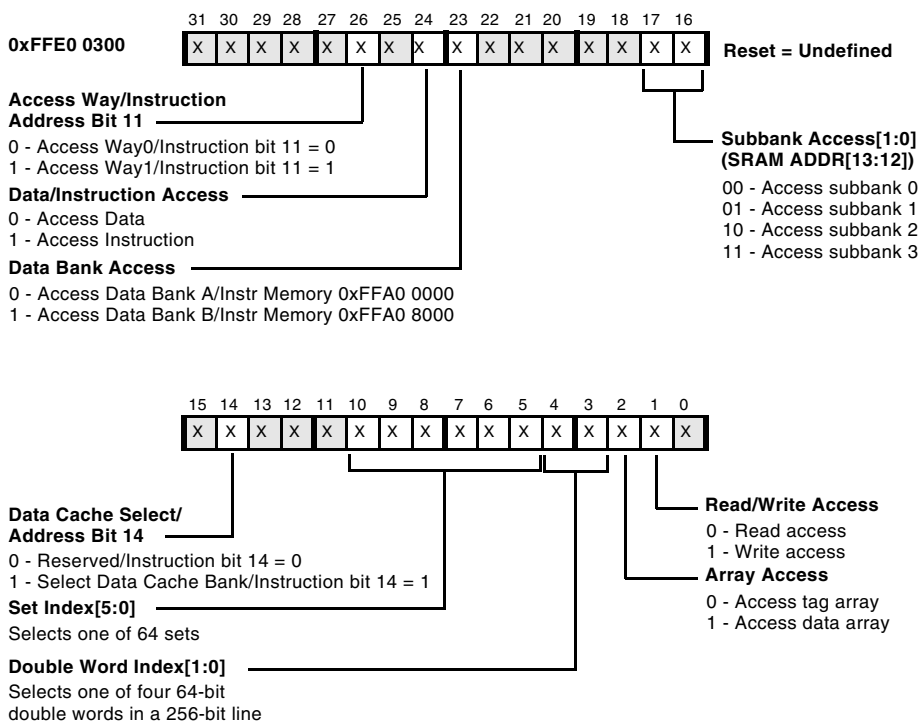 31 30 29 28 27 26 25 24 23 22 21 20 19 18 17 16
0xFFE0 0300
X X X X X X X X X X X X X X X X
Reset = Undefined
Access Way/Instruction
Address Bit 11
0 - Access Way0/Instruction bit 11 = 0
1 - Access Way1/Instruction bit 11 = 1
Data/Instruction Access
0 - Access Data
1 - Access Instruction
Data Bank Access
0 - Access Data Bank A/Instr Memory 0xFFA0 0000
1 - Access Data Bank B/Instr Memory 0xFFA0 8000
Subbank Access[1:0]
(SRAM ADDR[13:12])
00 - Access subbank 0
01 - Access subbank 1
10 - Access subbank 2
11 - Access subbank 3
15 14 13 12 11 10 9 8 7 6 5 4 3 2 1 0
X X X X X X X X X X X X X X X X
Data Cache Select/
Address Bit 14
0 - Reserved/Instruction bit 14 = 0
1 - Select Data Cache Bank/Instruction bit 14 = 1
Set Index[5:0]
Selects one of 64 sets
Double Word Index[1:0]
Selects one of four 64-bit
double words in a 256-bit line
Read/Write Access
0 - Read access
1 - Write access
Array Access
0 - Access tag array
1 - Access data array